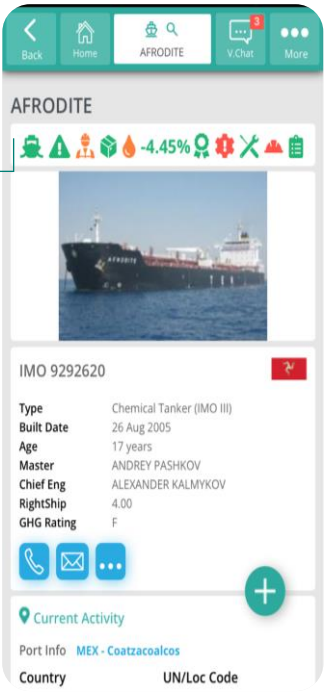 Back
Home
AFRODITE
3
V.Chat
More
AFRODITE
-4.45%
AFRODITE
IMO 9292620
Type Chemical Tanker (IMO III)
Built Date 26 Aug 2005
Age 17 years
Master ANDREY PASHKOV
Chief Eng ALEXANDER KALMYKOV
RightShip 4.00
GHG Rating F
Current Activity
Port Info MEX - Coatzacoalcos
Country UN/Loc Code